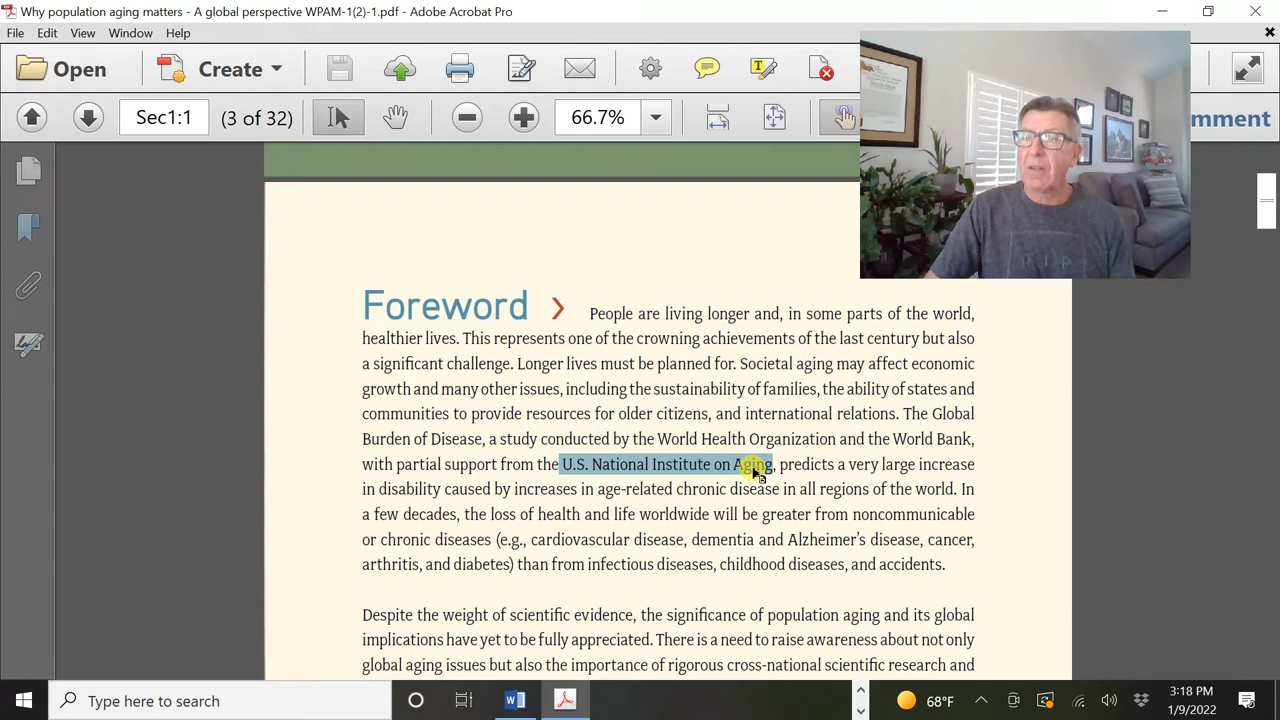 Why population aging matters - A global perspective WPAM-1(2)-1.pdf - Adobe Acrobat Pro
File Edit View Window Help
Open Create
Sec1:1 (3 of 32) 66.7% mment
Foreword People are living longer and, in some parts of the world,
healthier lives. This represents one of the crowning achievements of the last century but also
a significant challenge. Longer lives must be planned for. Societal aging may affect economic
growth and many other issues, including the sustainability of families, the ability of states and
communities to provide resources for older citizens, and international relations. The Global
Burden of Disease, a study conducted by the World Health Organization and the World Bank,
with partial support from the U.S. National Institute on Aging, predicts a very large increase
in disability caused by increases in age-related chronic disease in all regions of the world. In
a few decades, the loss of health and life worldwide will be greater from noncommunicable
or chronic diseases (e.g., cardiovascular disease, dementia and Alzheimer's disease, cancer,
arthritis, and diabetes) than from infectious diseases, childhood diseases, and accidents.
Despite the weight of scientific evidence, the significance of population aging and its global
implications have yet to be fully appreciated. There is a need to raise awareness about not only
global aging issues but also the importance of rigorous cross-national scientific research and
Type here to search
68°F
3:18 PM
1/9/2022